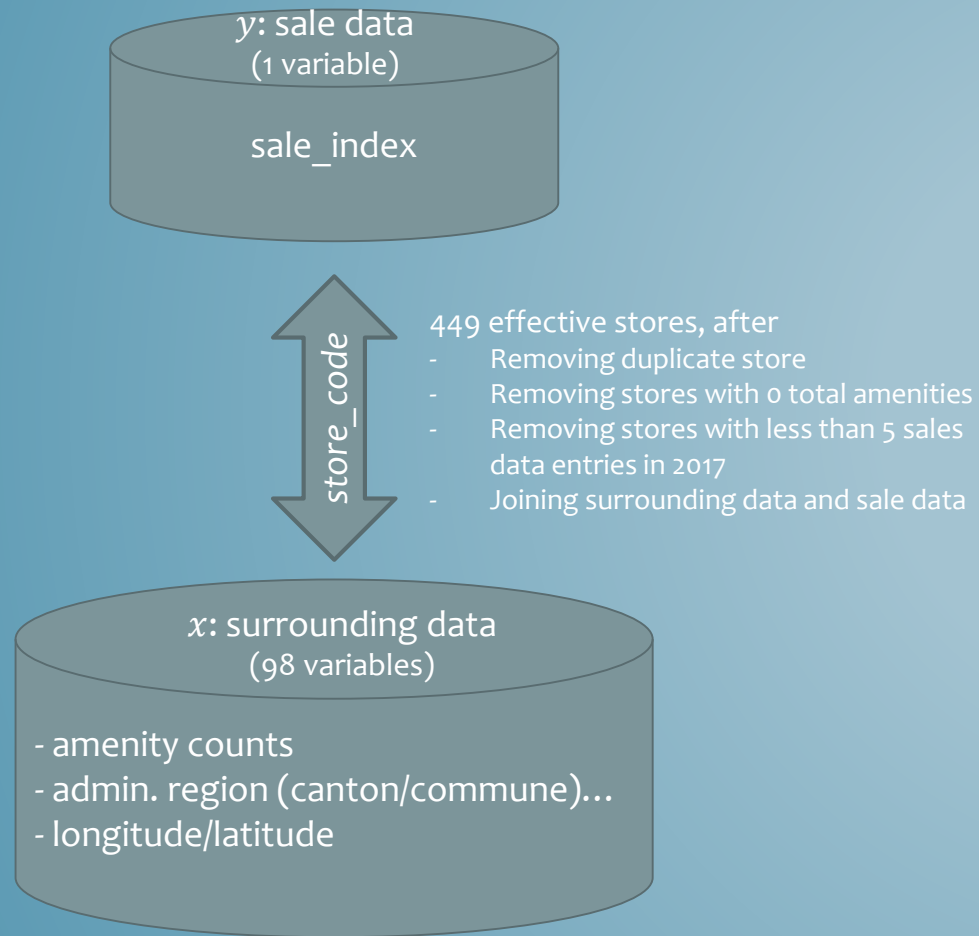 y: sale data
(1 variable)
sale_index
store_code
449 effective stores, after
- Removing duplicate store
- Removing stores with 0 total amenities
- Removing stores with less than 5 sales
data entries in 2017
- Joining surrounding data and sale data
x: surrounding data
(98 variables)
- amenity counts
- admin. region (canton/commune)...
- longitude/latitude